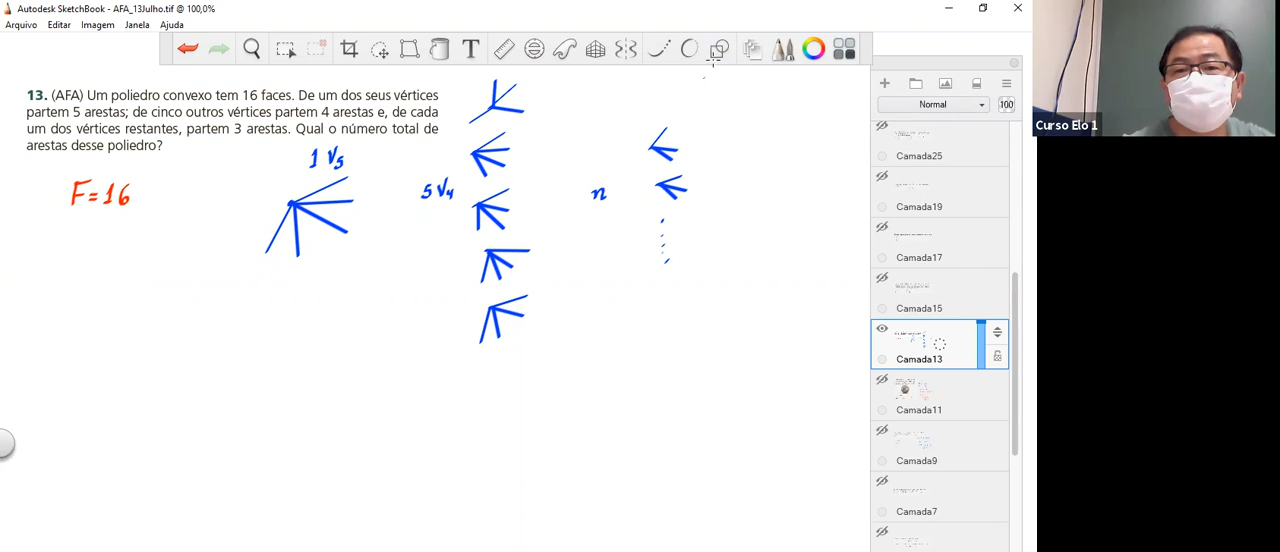 Autodesk SketchBook - AFA_13Julho.tif @ 100,0%
Arquivo Editar Imagem Janela Ajuda
T
13. (AFA) Um poliedro convexo tem 16 faces. De um dos seus vértices
partem 5 arestas; de cinco outros vértices partem 4 arestas e, de cada
um dos vértices restantes, partem 3 arestas. Qual o número total de
arestas desse poliedro?
F=16
1 V5
5 V4
n
Normal
100
Camada25
Camada19
Camada17
Camada15
Camada13
Camada11
Camada9
Camada7
Curso Elo 1